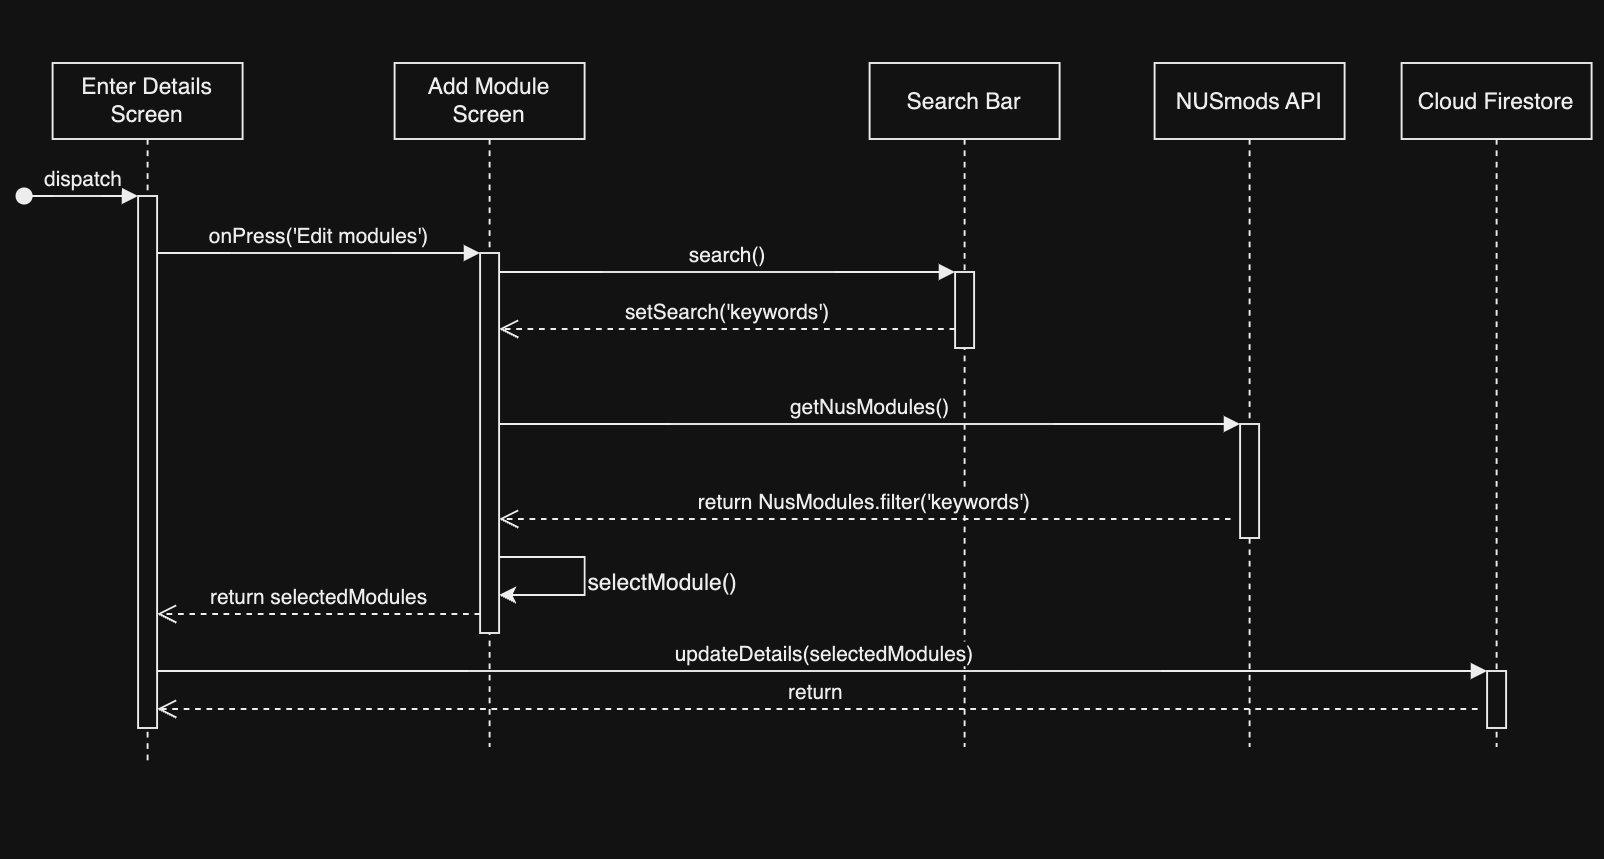 Enter Details
Screen
Add Module
Screen
Search Bar
NUSmods API
Cloud Firestore
dispatch
onPress('Edit modules')
search()
setSearch('keywords')
getNusModules()
return NusModules.filter('keywords')
selectModule()
return selectedModules
updateDetails(selectedModules)
return